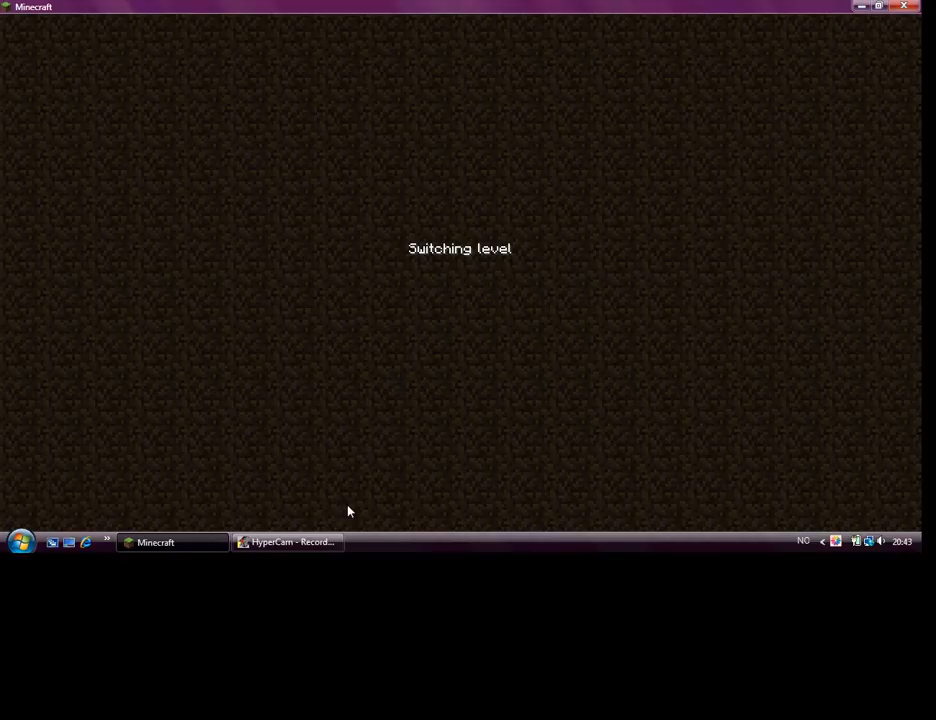 Minecraft
Switching level
Minecraft
HyperCam - Record...
NO
20:43